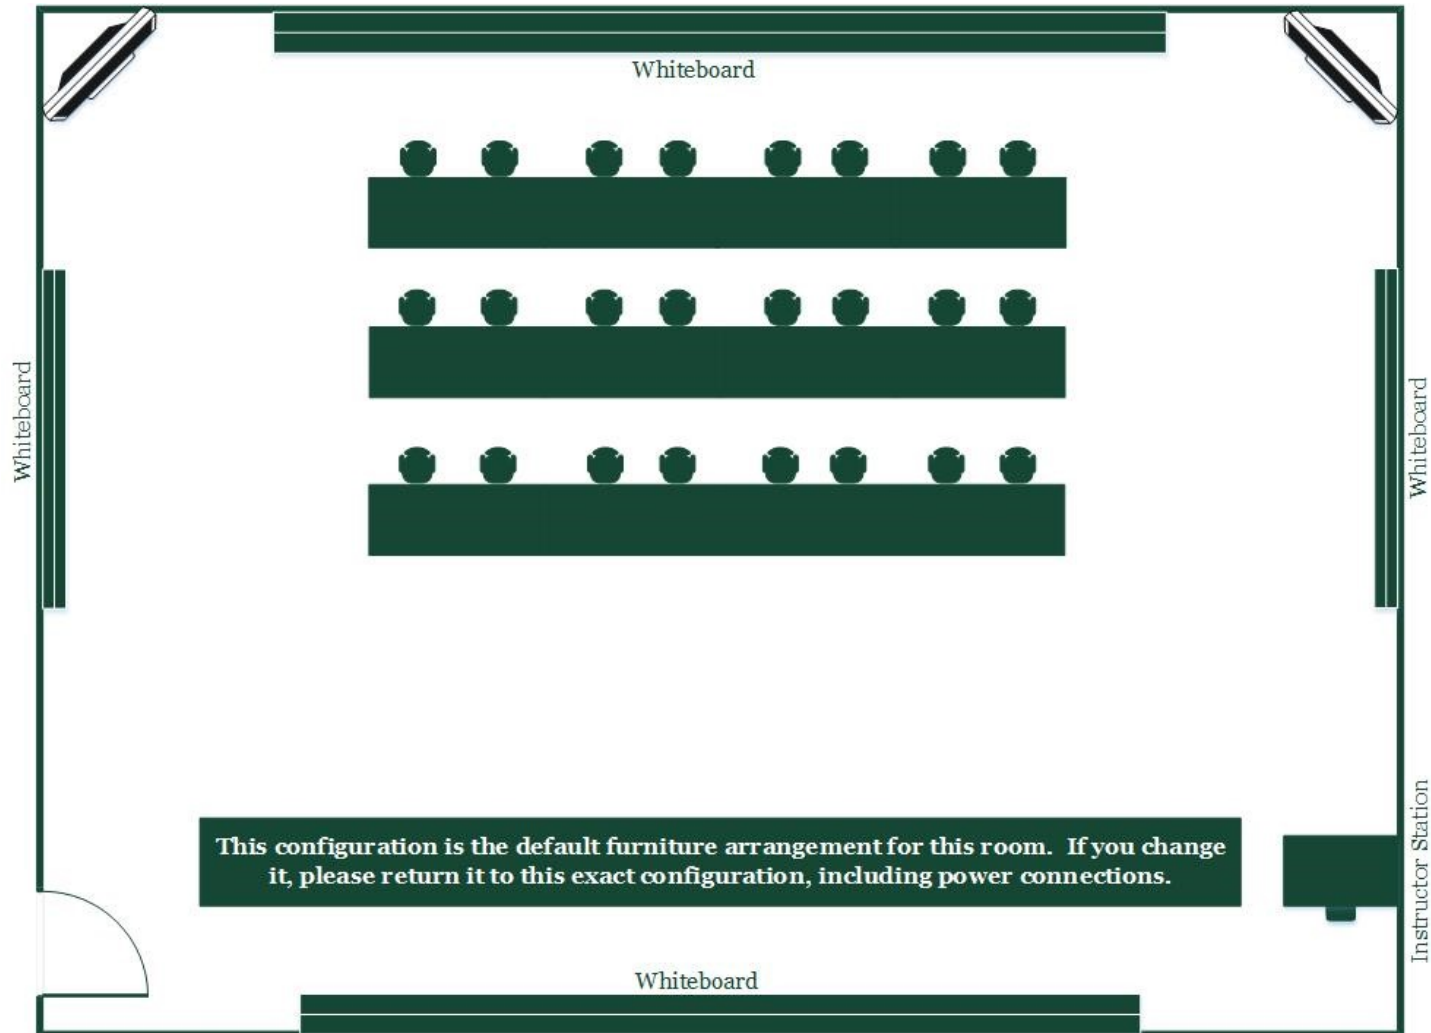 Whiteboard
Whiteboard
Whiteboard
This configuration is the default furniture arrangement for this room.  If you change
it, please return it to this exact configuration, including power connections.
Instructor Station
Whiteboard